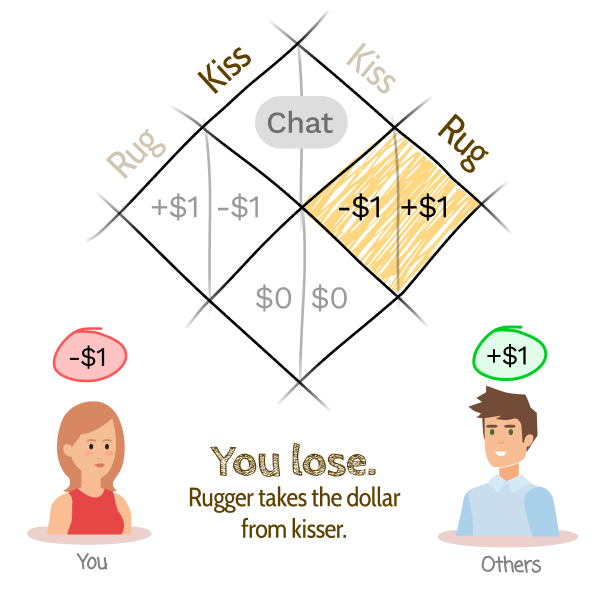 Kiss
Kiss
Chat
Rug
Rug
+$1 -$1
-$1 +$1
$0 $0
-$1
+$1
You lose.
Rugger takes the dollar
from kisser.
You
Others